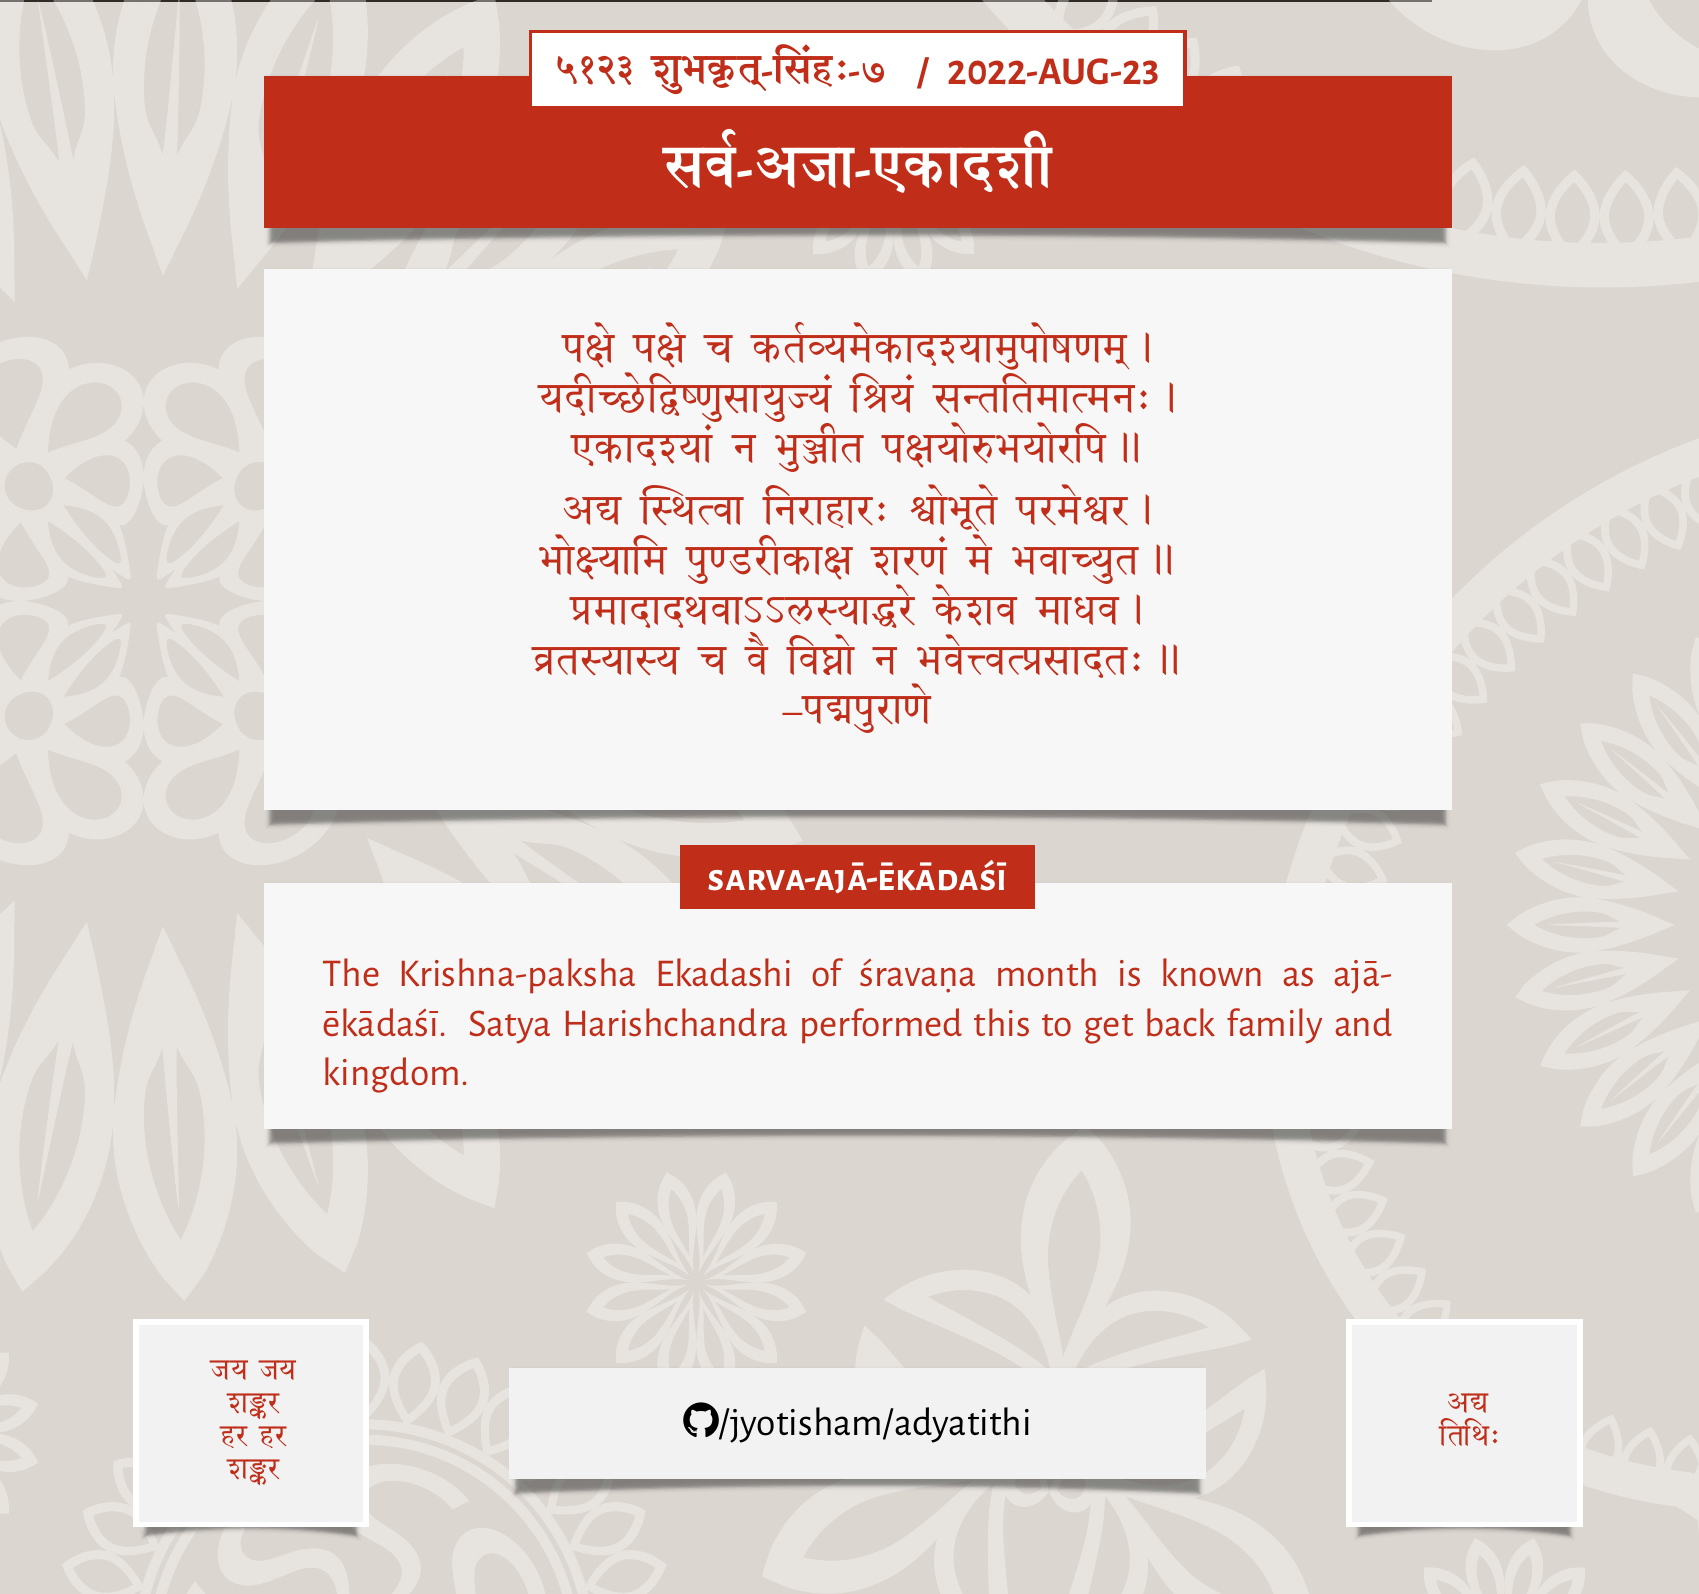 ५१२३ शुभकृत्-सिंहः-७ / 2022-AUG-23
सर्व-अजा-एकादशी
पक्षे पक्षे च कर्तव्यमेकादश्यामुपोषणम्।
यदीच्छेद्विष्णुसायुज्यं श्रियं सन्ततिमात्मनः।
एकादश्यां न भुञ्जीत पक्षयोरुभयोरपि॥
अद्य स्थित्वा निराहारः श्वोभूते परमेश्वर।
भोक्ष्यामि पुण्डरीकाक्ष शरणं मे भवाच्युत॥
प्रमादादथवाऽऽलस्याद्धरे केशव माधव।
व्रतस्यास्य च वै विघ्नो न भवेत्त्वत्प्रसादतः॥
–पद्मपुराणे
SARVA-AJĀ-ĒKĀDAŚĪ
The Krishna-paksha Ekadashi of śravaṇa month is known as ajā-
ēkādaśī. Satya Harishchandra performed this to get back family and
kingdom.
जय जय
शङ्कर
हर हर
शङ्कर
/jyotisham/adyatithi
अद्य
तिथिः